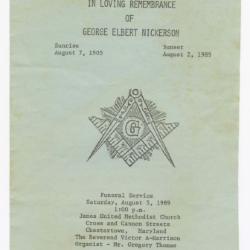 IN LOVING REMEMBRANCE
OF
GEORGE ELBERT NICKERSON
Sunrise
August 7, 1905
Sunset
August 2, 1989
G
Funeral Service
Saturday, August 5, 1989
1:00 p.m.
Janes United Methodist Church
Cross and Cannon Streets
Chestertown, Maryland
The Reverend Victor A-Harrison
Organist - Mr. Gregory Thomas